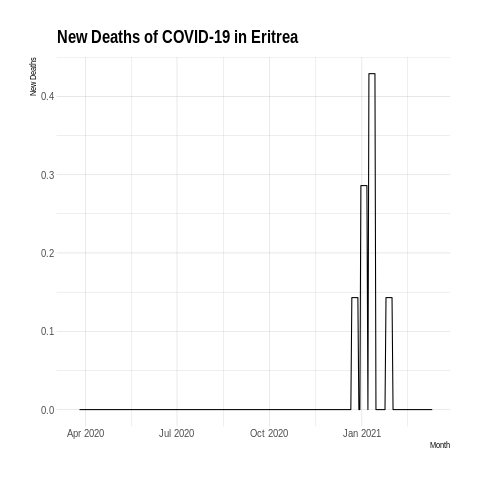 New Deaths of COVID-19 in Eritrea
New Deaths
0.4
0.3
0.2
0.1
0.0
Apr 2020 Jul 2020 Oct 2020 Jan 2021
Month